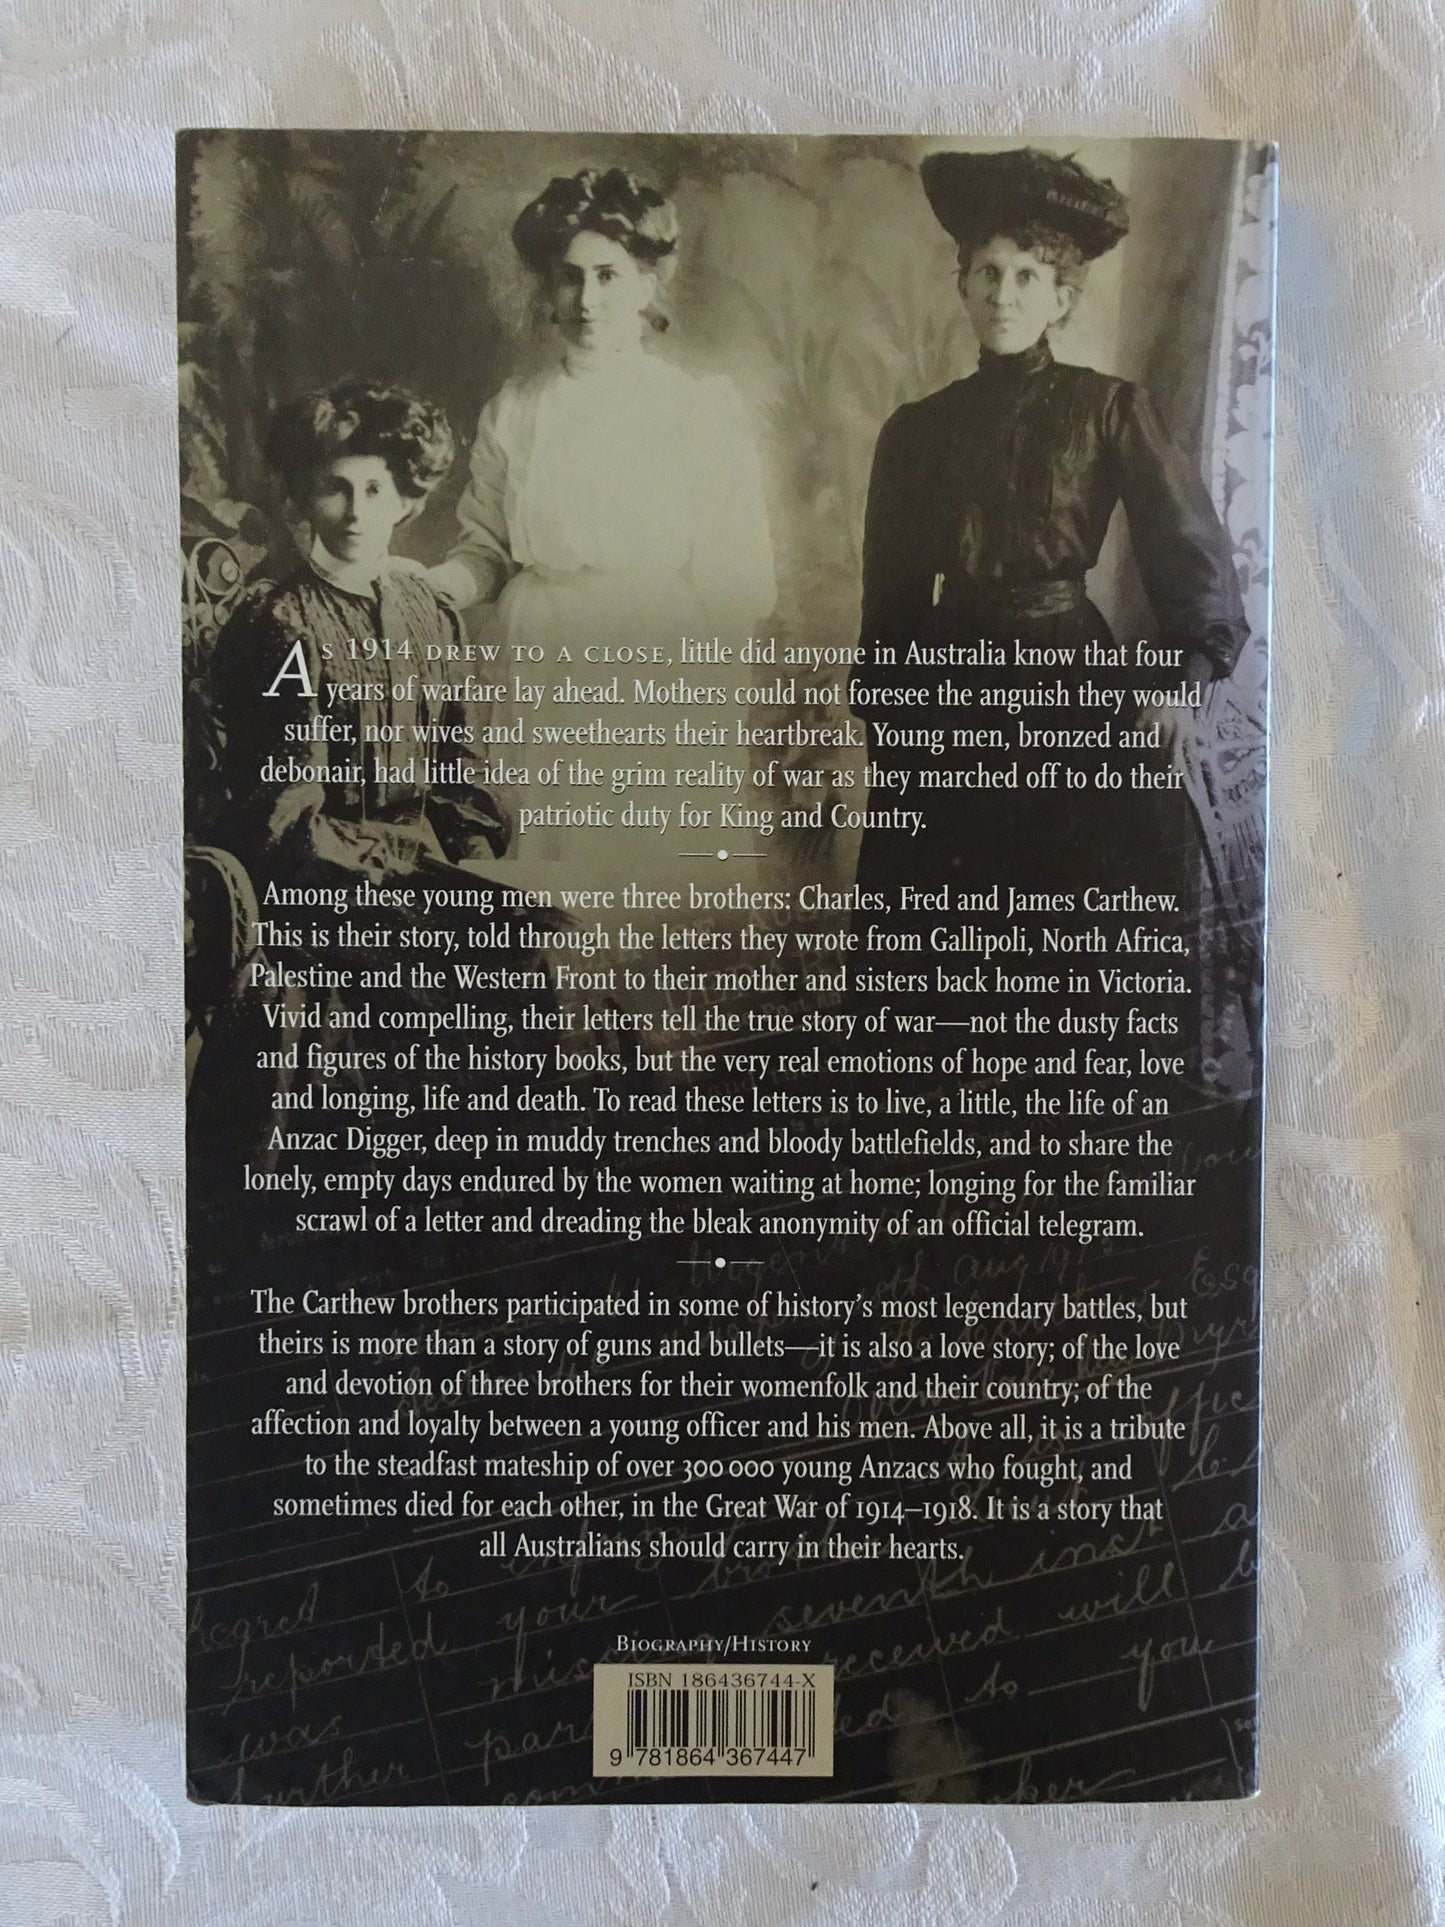 As 1914 DREW TO A CLOSE, little did anyone in Australia know that four
years of warfare lay ahead. Mothers could not foresee the anguish they would
suffer, nor wives and sweethearts their heartbreak. Young men, bronzed and
debonair, had little idea of the grim reality of war as they marched off to do their
patriotic duty for King and Country.
Among these young men were three brothers: Charles, Fred and James Carthew.
This is their story, told through the letters they wrote from Gallipoli, North Africa,
Palestine and the Western Front to their mother and sisters back home in Victoria.
Vivid and compelling, their letters tell the true story of war—not the dusty facts
and figures of the history books, but the very real emotions of hope and fear, love
and longing, life and death. To read these letters is to live, a little, the life of an
Anzac Digger, deep in muddy trenches and bloody battlefields, and to share the
lonely, empty days endured by the women waiting at home; longing for the familiar
scrawl of a letter and dreading the bleak anonymity of an official telegram.
The Carthew brothers participated in some of history's most legendary battles, but
theirs is more than a story of guns and bullets—it is also a love story; of the love
and devotion of three brothers for their womenfolk and their country; of the
affection and loyalty between a young officer and his men. Above all, it is a tribute
to the steadfast mateship of over 300 000 young Anzacs who fought, and
sometimes died for each other, in the Great War of 1914–1918. It is a story that
all Australians should carry in their hearts.
regret to inform inst
reported your seventh will
was missing received you
further to
BIOGRAPHY/HISTORY
ISBN 186436744-X
9 781864 367447